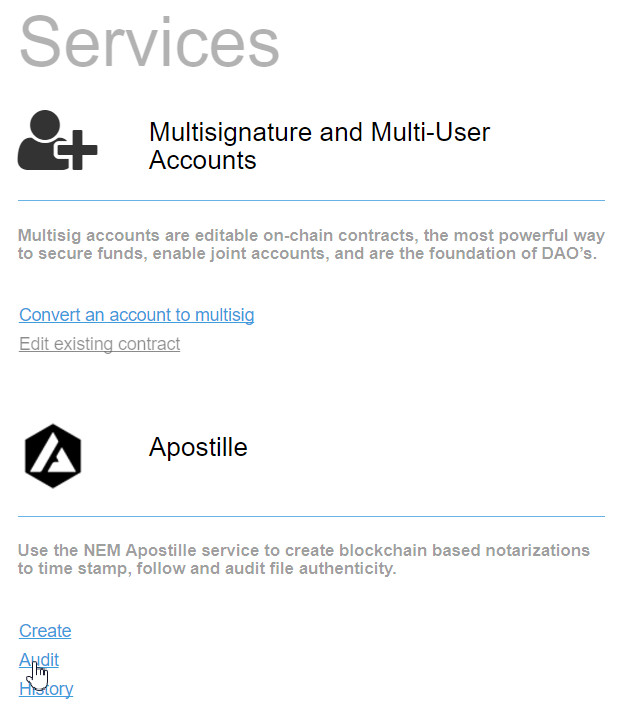 Services
Multisignature and Multi-User
Accounts
Multisig accounts are editable on-chain contracts, the most powerful way
to secure funds, enable joint accounts, and are the foundation of DAO’s.
Convert an account to multisig
Edit existing contract
Apostille
Use the NEM Apostille service to create blockchain based notarizations
to time stamp, follow and audit file authenticity.
Create
Audit
History